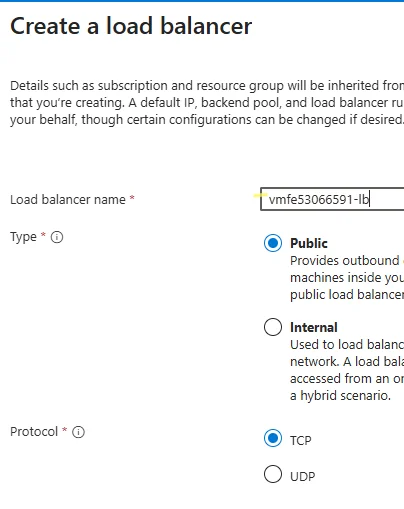 Create a load balancer
Details such as subscription and resource group will be inherited from
that you're creating. A default IP, backend pool, and load balancer ru
your behalf, though certain configurations can be changed if desired.
Load balancer name *
vmfe53066591-lb
Type *
Public
Provides outbound
machines inside you
public load balancer
Internal
Used to load balanc
network. A load bala
accessed from an or
a hybrid scenario.
Protocol *
TCP
UDP